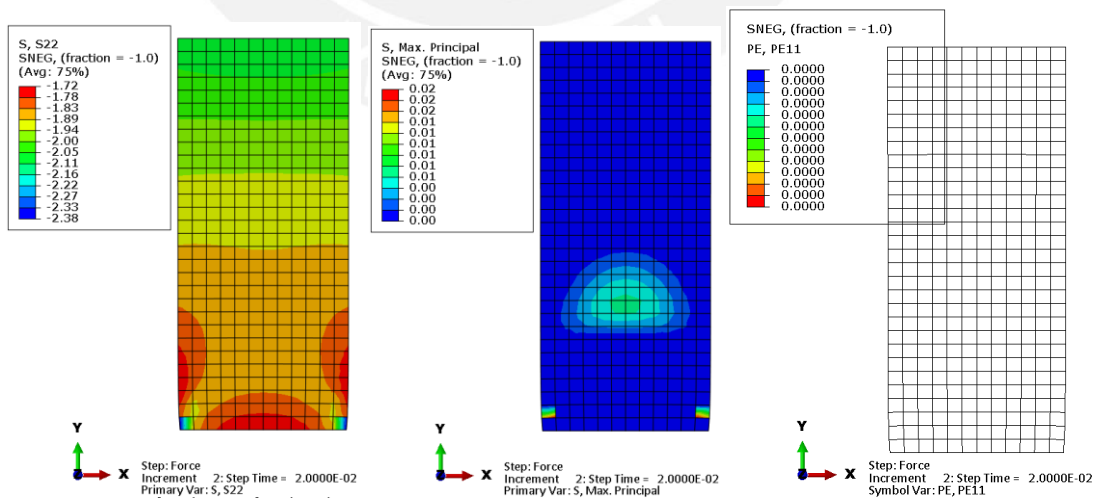 S, S22
SNEG, (fraction = -1.0)
(Avg: 75%)
-1.72
-1.78
-1.83
-1.89
-1.94
-2.00
-2.05
-2.11
-2.16
-2.22
-2.27
-2.33
-2.38
Y
X
Step: Force
Increment 2: Step Time = 2.0000E-02
Primary Var: S, S22
S, Max. Principal
SNEG, (fraction = -1.0)
(Avg: 75%)
0.02
0.02
0.02
0.01
0.01
0.01
0.01
0.01
0.01
0.00
0.00
0.00
0.00
Y
X
Step: Force
Increment 2: Step Time = 2.0000E-02
Primary Var: S, Max. Principal
SNEG, (fraction = -1.0)
PE, PE11
0.0000
0.0000
0.0000
0.0000
0.0000
0.0000
0.0000
0.0000
0.0000
0.0000
0.0000
0.0000
0.0000
Y
X
Step: Force
Increment 2: Step Time = 2.0000E-02
Symbol Var: PE, PE11